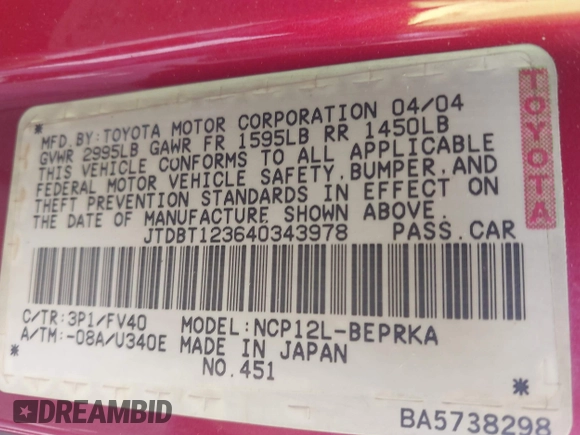 MFD. BY: TOYOTA MOTOR CORPORATION 04/04
GVWR 2995LB GAWR FR 1595LB RR 1450LB
THIS VEHICLE CONFORMS TO ALL APPLICABLE
FEDERAL MOTOR VEHICLE SAFETY, BUMPER, AND
THEFT PREVENTION STANDARDS IN EFFECT ON
THE DATE OF MANUFACTURE SHOWN ABOVE.
JTDBT123640343978 PASS. CAR
TOYOTA
C/TR: 3P1/FV40 MODEL: NCP12L-BEPRKA
A/TM: -08A/U340E MADE IN JAPAN
NO. 451
BA5738298
DREAMBID